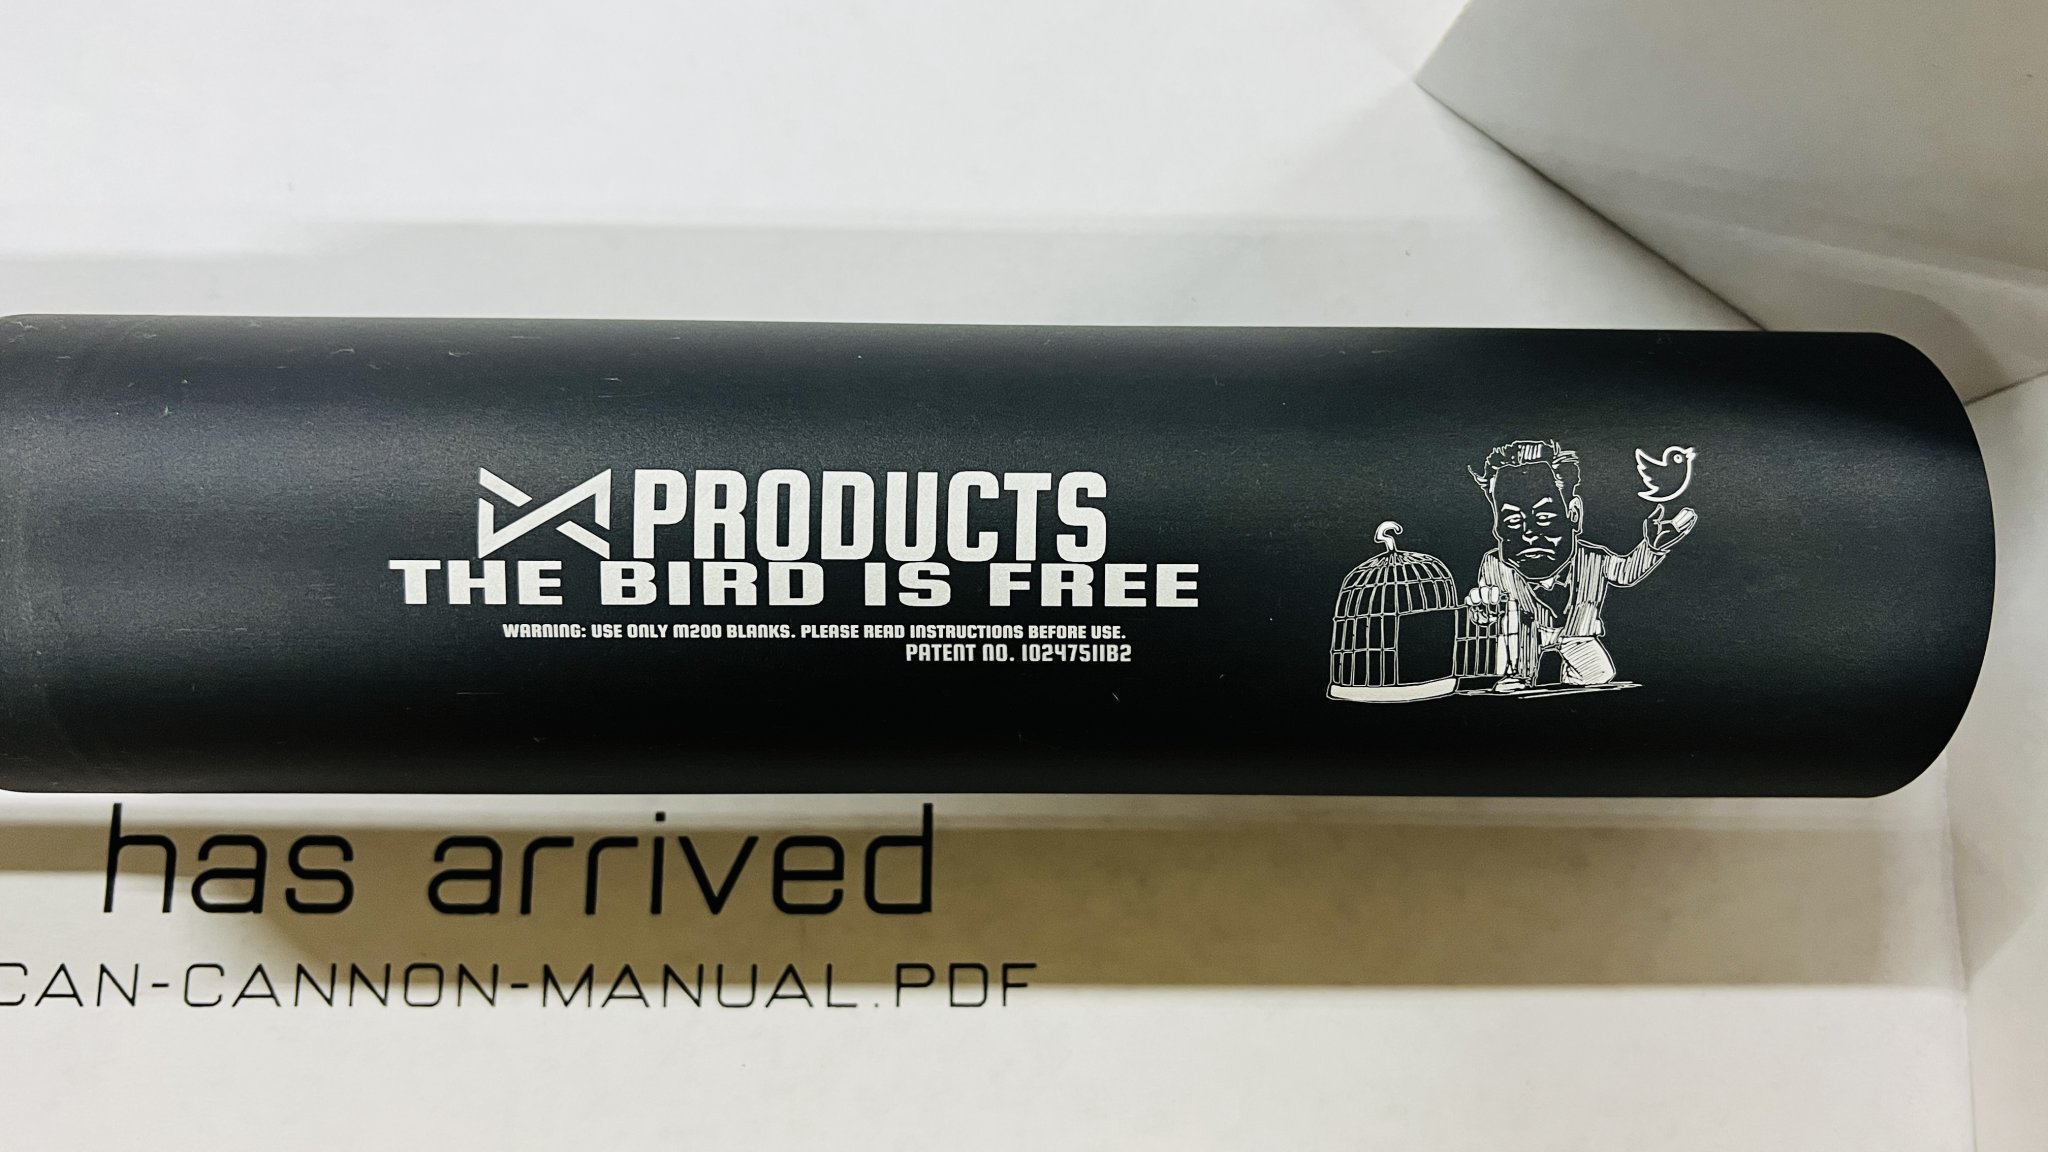 PRODUCTS
THE BIRD IS FREE
WARNING: USE ONLY M200 BLANKS. PLEASE READ INSTRUCTIONS BEFORE USE.
PATENT NO. 10247511B2
has arrived
CAN-CANNON-MANUAL.PDF